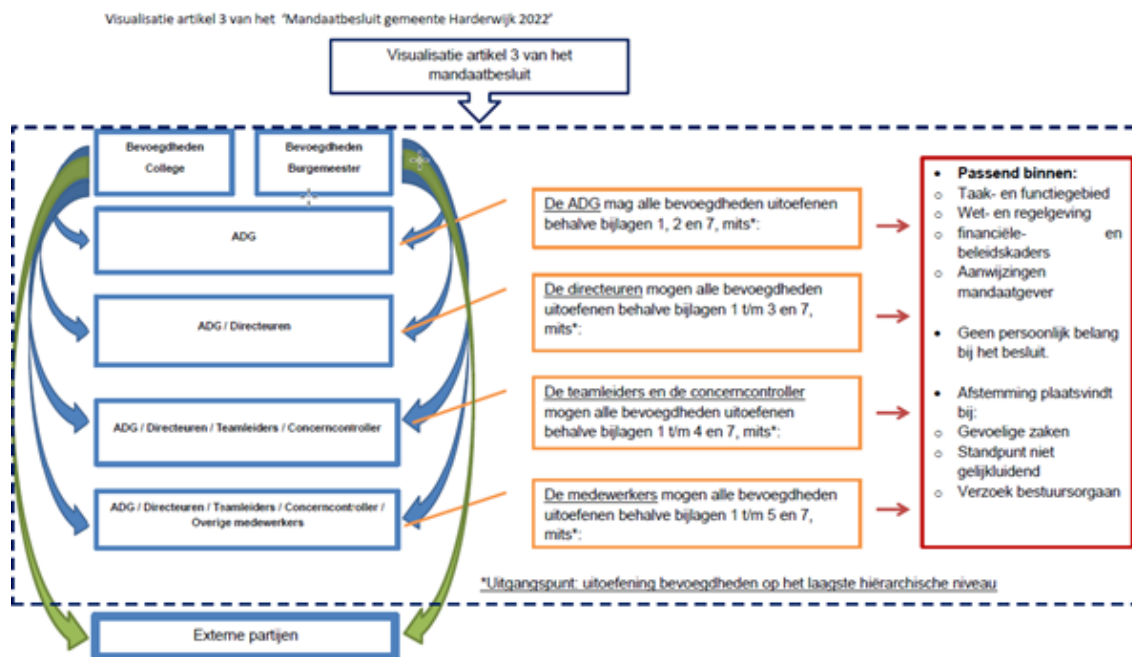 Visualisatie artikel 3 van het 'Mandaatbesluit gemeente Harderwijk 2022'
Visualisatie artikel 3 van het
mandaatbesluit
Bevoegdheden
College
Bevoegdheden
Burgemeester
ADG
ADG / Directeuren
ADG / Directeuren / Teamleiders / Concerncontroller
ADG / Directeuren / Teamleiders / Concerncontroller /
Overige medewerkers
Externe partijen
De ADG mag alle bevoegdheden uitoefenen
behalve bijlagen 1, 2 en 7, mits*:
De directeuren mogen alle bevoegdheden
uitoefenen behalve bijlagen 1 t/m 3 en 7,
mits*:
De teamleiders en de concerncontroller
mogen alle bevoegdheden uitoefenen
behalve bijlagen 1 t/m 4 en 7, mits*:
De medewerkers mogen alle bevoegdheden
uitoefenen behalve bijlagen 1 t/m 5 en 7,
mits*:
• Passend binnen:
o Taak- en functiegebied
o Wet- en regelgeving
o financiële- en
beleidskaders
o Aanwijzingen
mandaatgever
• Geen persoonlijk belang
bij het besluit.
• Afstemming plaatsvindt
bij:
o Gevoelige zaken
o Standpunt niet
gelijkluidend
o Verzoek bestuursorgaan
*Uitgangspunt: uitoefening bevoegdheden op het laagste hiërarchische niveau